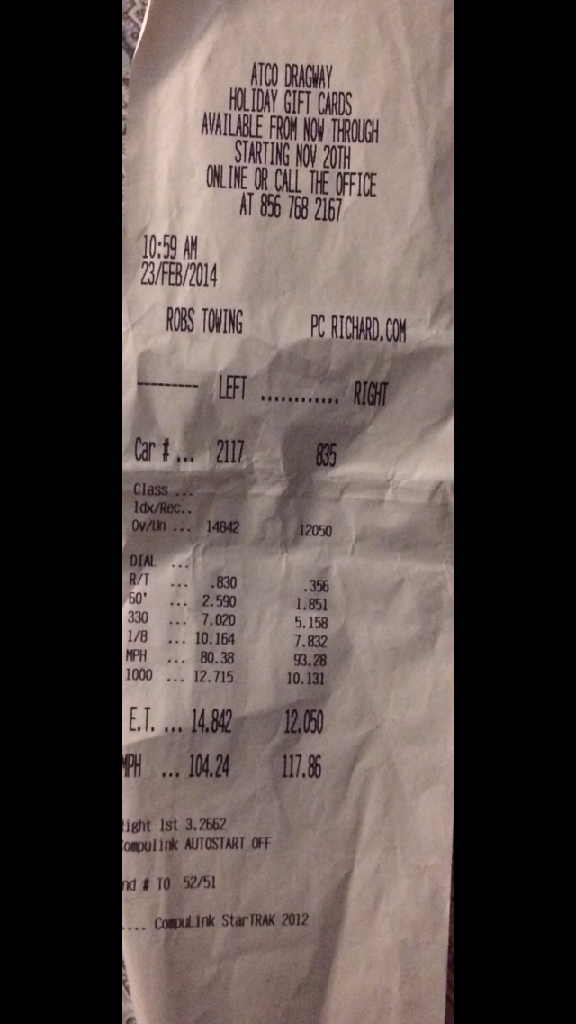 ATCO DRAGWAY
HOLIDAY GIFT CARDS
AVAILABLE FROM NOW THROUGH
STARTING NOV 20TH
ONLINE OR CALL THE OFFICE
AT 856 768 2167
10:59 AM
23/FEB/2014
ROBS TOWING PC RICHARD.COM
--------- LEFT ............ RIGHT
Car # ... 2117 835
Class ...
Idx/Rec..
Ov/Un ... 14842 12050
DIAL ...
R/T ... .830 .356
60' ... 2.590 1.851
330 ... 7.020 5.158
1/8 ... 10.164 7.832
MPH ... 80.38 93.28
1000 ... 12.715 10.131
E.T. ... 14.842 12.050
MPH ... 104.24 117.86
ight 1st 3.2662
ompulink AUTOSTART OFF
nd # TO 52/51
.... CompuLink StarTRAK 2012